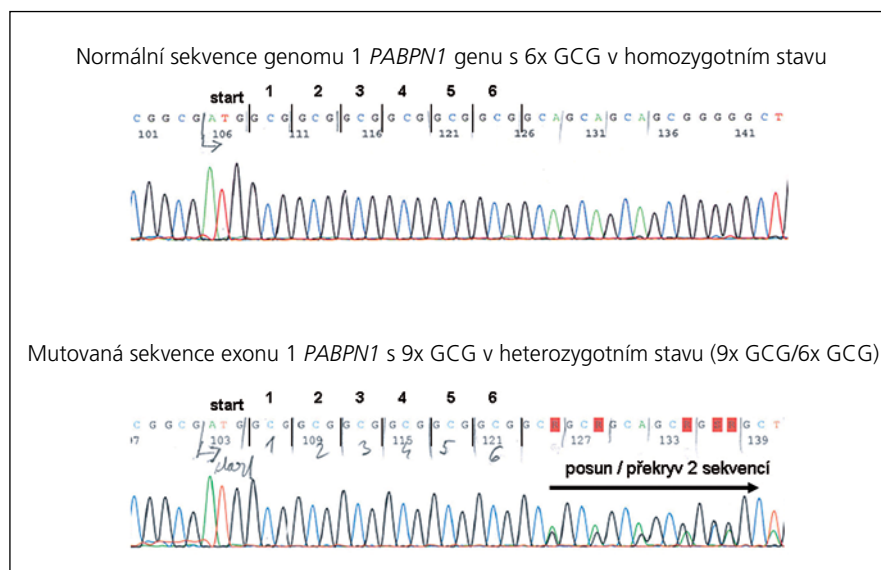 Normální sekvence genomu 1 PABPN1 genu s 6x GCG v homozygotním stavu
start 1 2 3 4 5 6
C G G C G A T G G C G G C G G C G G C G G C G G C G G C A G C A G C A G C G G G G G C T
101 106 111 116 121 126 131 136 141
Mutovaná sekvence exonu 1 PABPN1 s 9x GCG v heterozygotním stavu (9x GCG/6x GCG)
start 1 2 3 4 5 6
C G G C G A T G G C G G C G G C G G C G G C G G C G G C G C G C A G C G G C T
97 103 109 115 121 127 133 139
start 1 2 3 4 5 6
posun / překryv 2 sekvencí